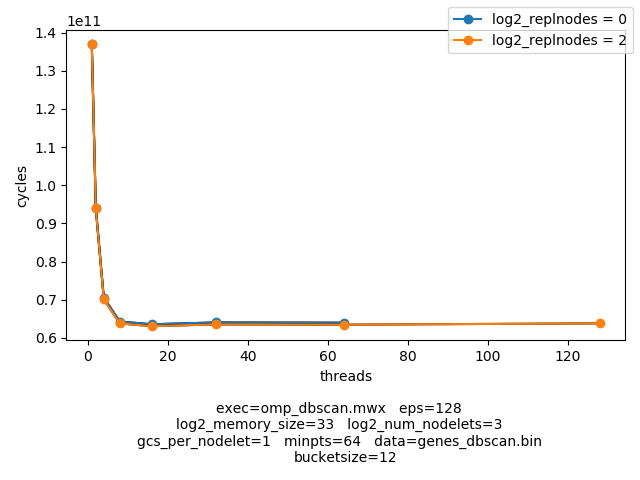 1e11
log2_replnodes = 0
log2_replnodes = 2
1.4
1.3
1.2
1.1
1.0
0.9
0.8
0.7
0.6
cycles
0 20 40 60 80 100 120
threads
exec=omp_dbscan.mwx eps=128
log2_memory_size=33 log2_num_nodelets=3
gcs_per_nodelet=1 minpts=64 data=genes_dbscan.bin
bucketsize=12